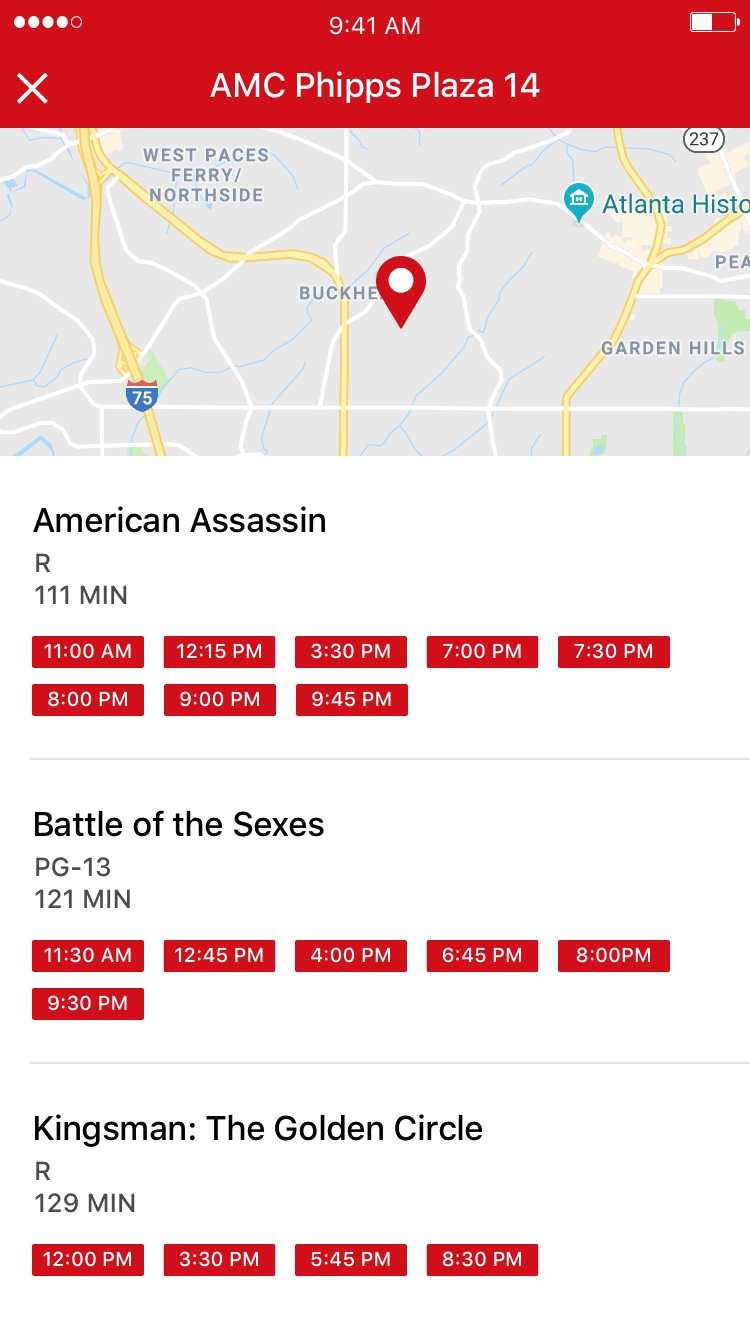 9:41 AM
AMC Phipps Plaza 14
237
WEST PACES
FERRY/
NORTHSIDE
Atlanta Histo
PEA
BUCKHE
GARDEN HILLS
75
American Assassin
R
111 MIN
11:00 AM 12:15 PM 3:30 PM 7:00 PM 7:30 PM
8:00 PM 9:00 PM 9:45 PM
Battle of the Sexes
PG-13
121 MIN
11:30 AM 12:45 PM 4:00 PM 6:45 PM 8:00PM
9:30 PM
Kingsman: The Golden Circle
R
129 MIN
12:00 PM 3:30 PM 5:45 PM 8:30 PM